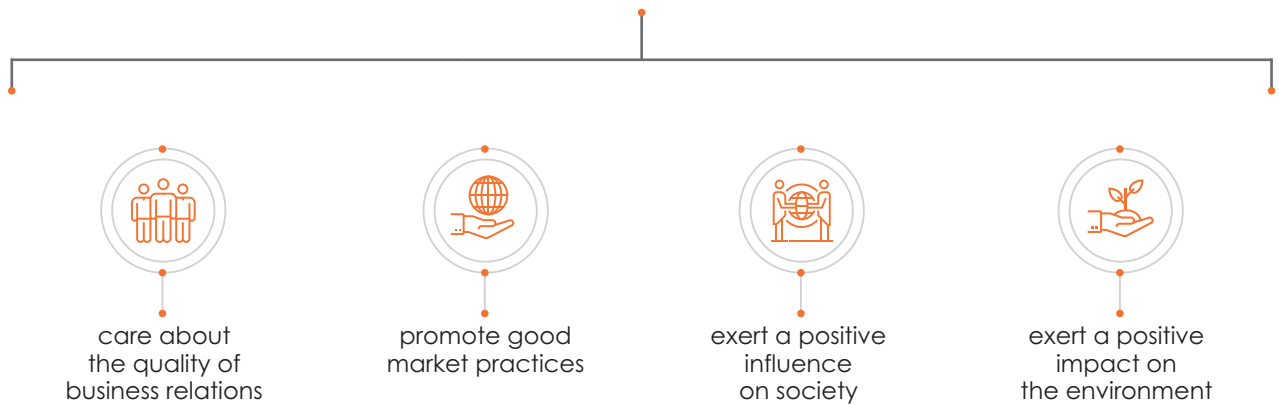 care about
the quality of
business relations
promote good
market practices
exert a positive
influence
on society
exert a positive
impact on
the environment